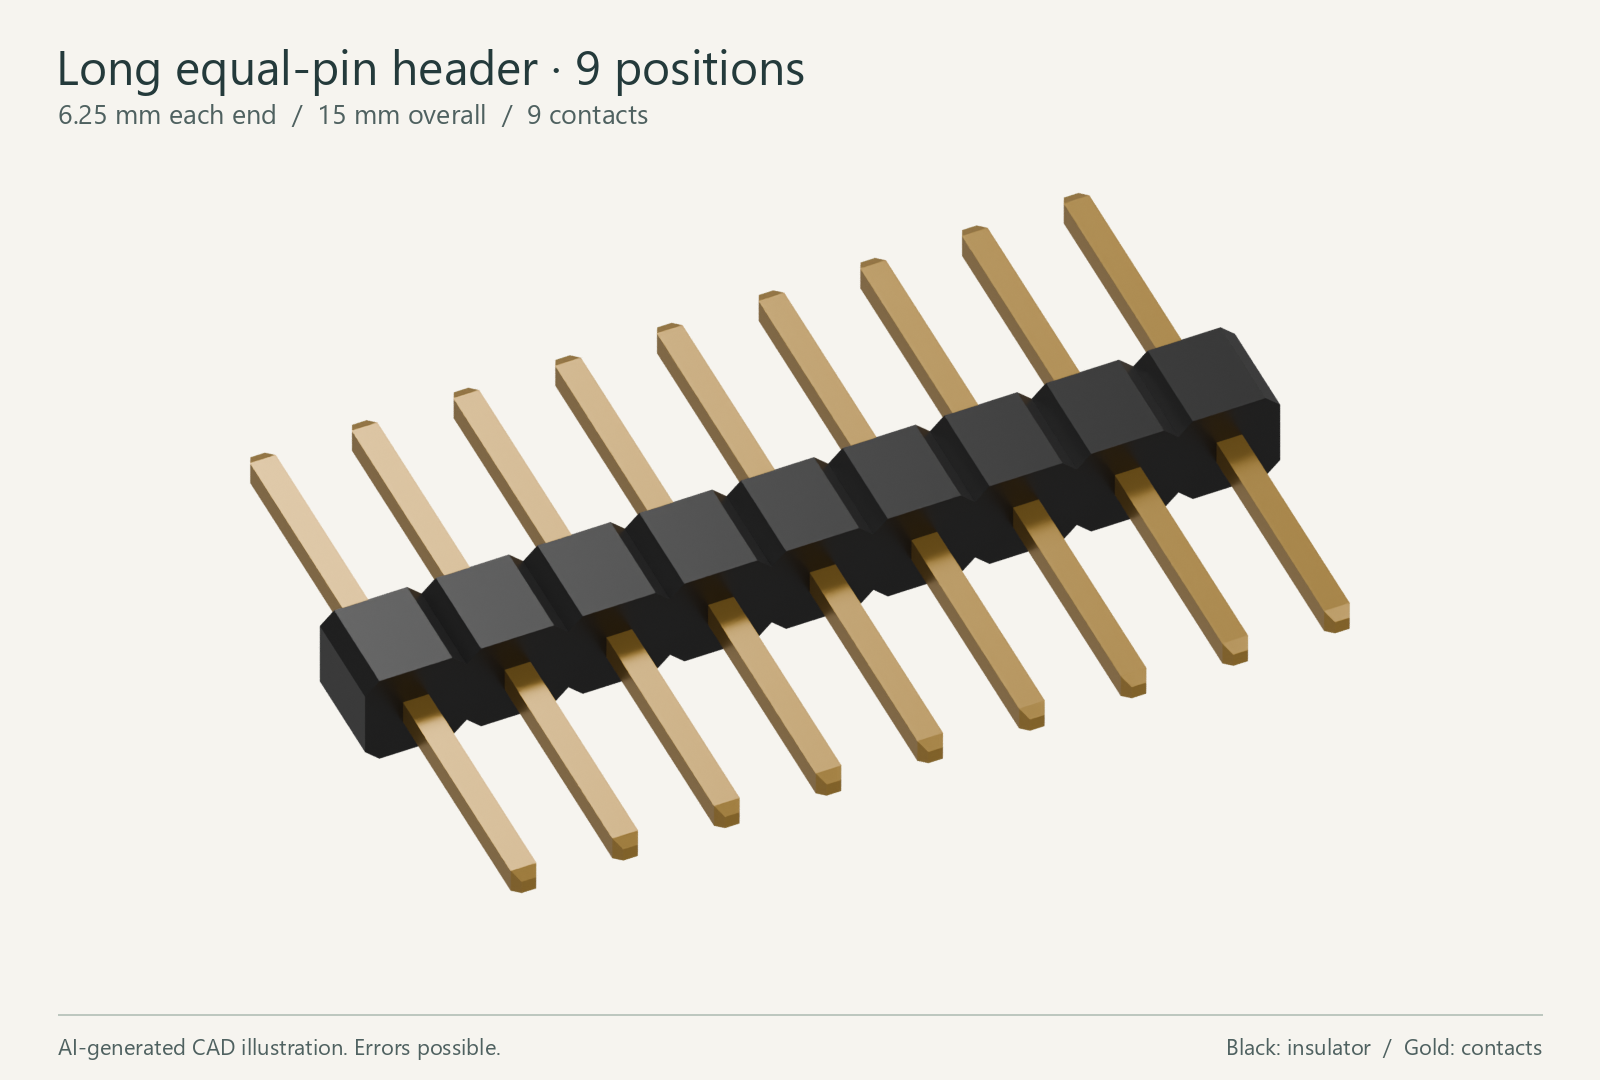 Long equal-pin header · 9 positions
6.25 mm each end / 15 mm overall / 9 contacts
AI-generated CAD illustration. Errors possible.
Black: insulator / Gold: contacts